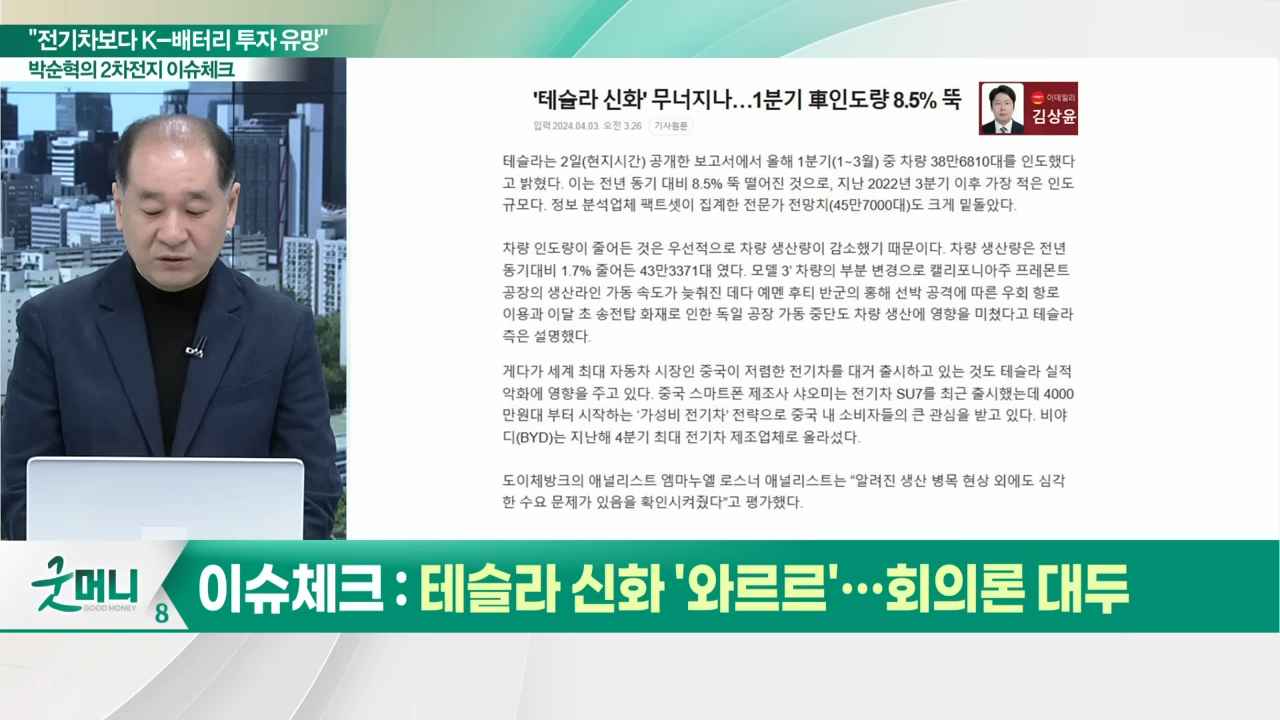 "전기차보다 K-배터리 투자 유망"
박순혁의 2차전지 이슈체크
'테슬라 신화' 무너지나…1분기 車인도량 8.5% 뚝
입력 2024.04.03. 오전 3:26 기사원문
이데일리
김상윤
테슬라는 2일(현지시간) 공개한 보고서에서 올해 1분기(1~3월) 중 차량 38만6810대를 인도했다
고 밝혔다. 이는 전년 동기 대비 8.5% 뚝 떨어진 것으로, 지난 2022년 3분기 이후 가장 적은 인도
규모다. 정보 분석업체 팩트셋이 집계한 전문가 전망치(45만7000대)도 크게 밑돌았다.
차량 인도량이 줄어든 것은 우선적으로 차량 생산량이 감소했기 때문이다. 차량 생산량은 전년
동기대비 1.7% 줄어든 43만3371대 였다. 모델 3' 차량의 부분 변경으로 캘리포니아주 프레몬트
공장의 생산라인 가동 속도가 늦춰진 데다 예멘 후티 반군의 홍해 선박 공격에 따른 우회 항로
이용과 이달 초 송전탑 화재로 인한 독일 공장 가동 중단도 차량 생산에 영향을 미쳤다고 테슬라
측은 설명했다.
게다가 세계 최대 자동차 시장인 중국이 저렴한 전기차를 대거 출시하고 있는 것도 테슬라 실적
악화에 영향을 주고 있다. 중국 스마트폰 제조사 샤오미는 전기차 SU7를 최근 출시했는데 4000
만원대 부터 시작하는 '가성비 전기차' 전략으로 중국 내 소비자들의 큰 관심을 받고 있다. 비야
디(BYD)는 지난해 4분기 최대 전기차 제조업체로 올라섰다.
도이체방크의 애널리스트 엠마누엘 로스너 애널리스트는 "알려진 생산 병목 현상 외에도 심각
한 수요 문제가 있음을 확인시켜줬다"고 평가했다.
굿머니
GOOD MONEY
8
이슈체크 : 테슬라 신화 '와르르'…회의론 대두